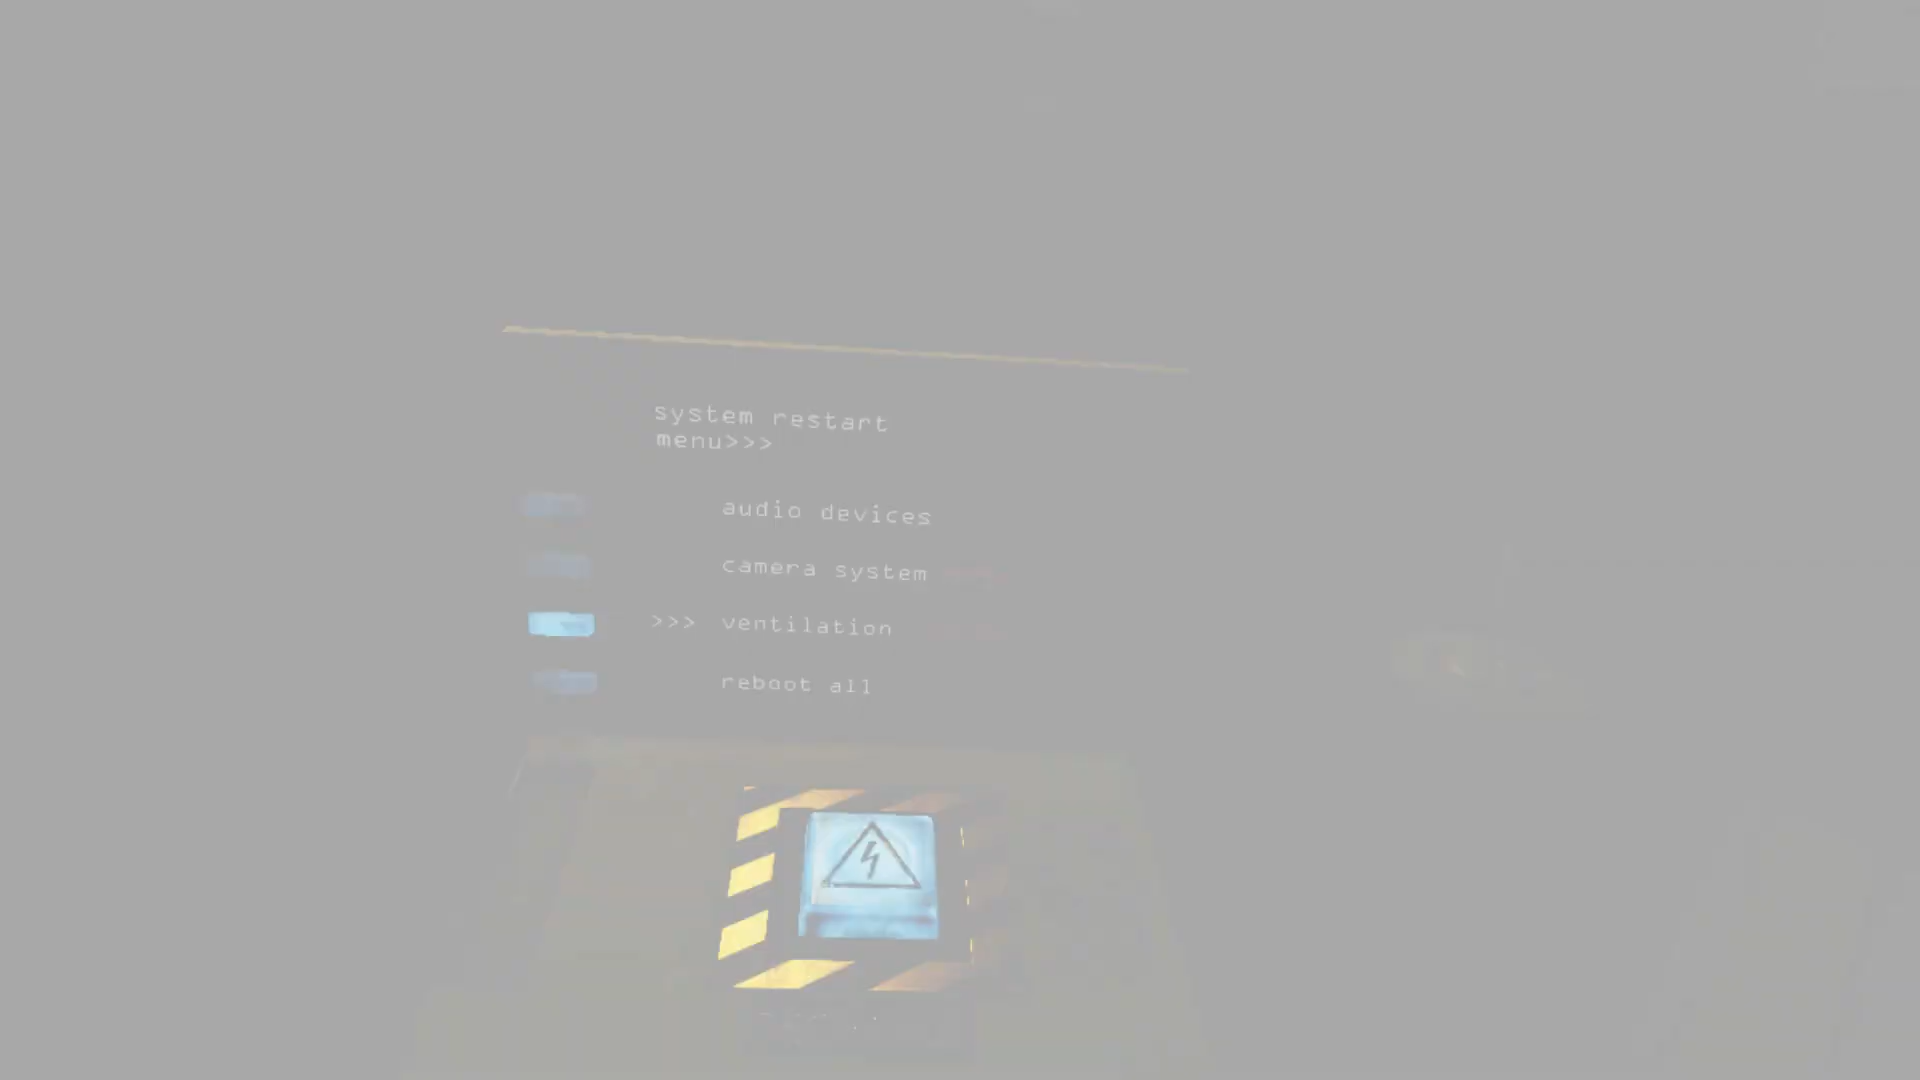 system restart
menu>>>
audio devices
camera system
>>> ventilation
reboot all